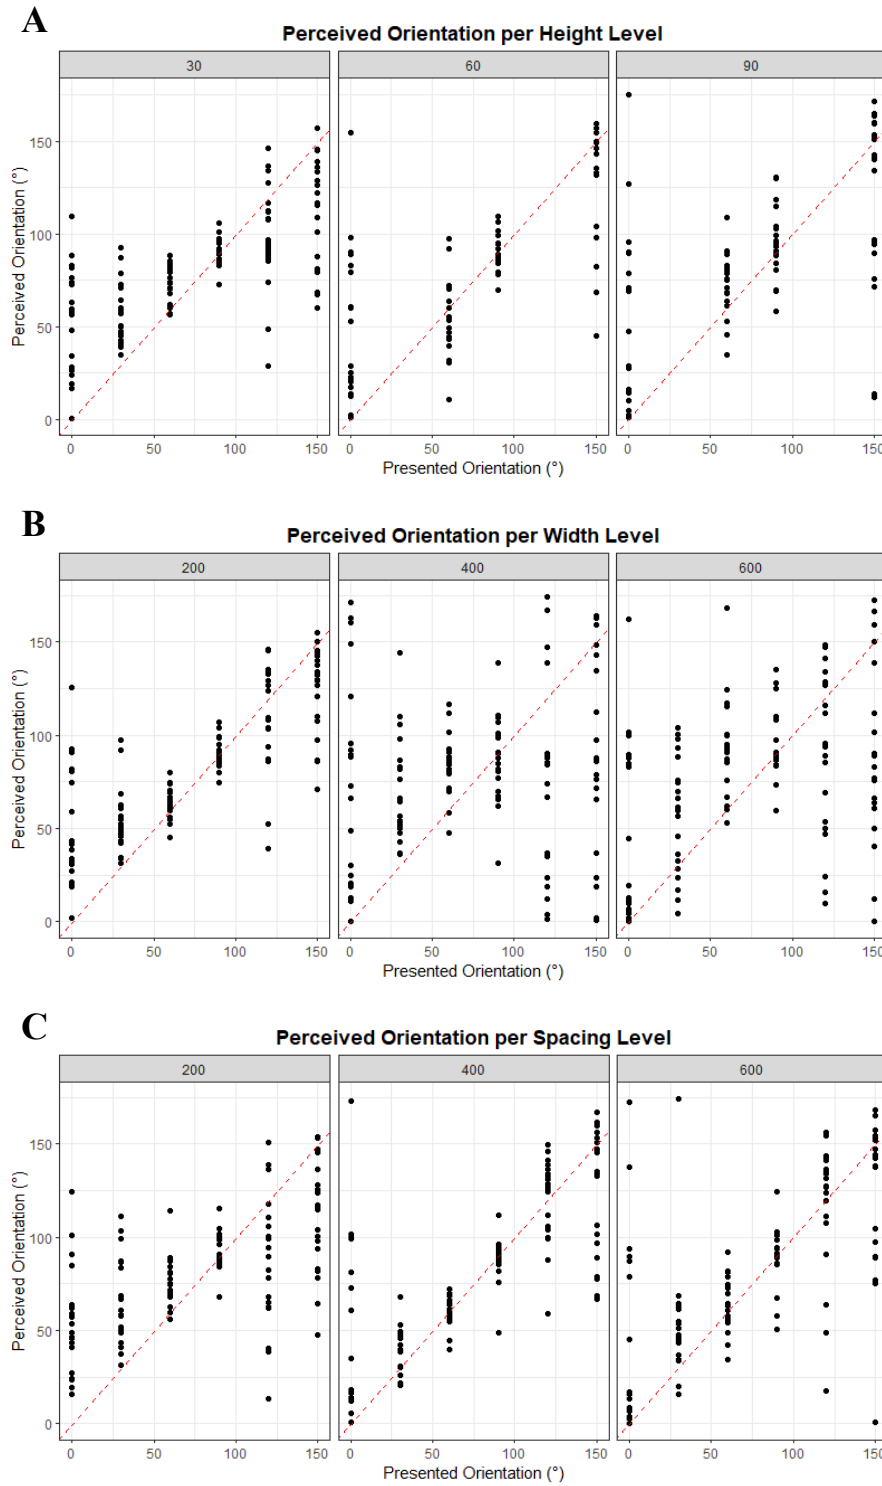 A
Perceived Orientation per Height Level
30 60 90
Perceived Orientation (°)
150
100
50
0
0 50 100 150 0 50 100 150 0 50 100 150
Presented Orientation (°)
B
Perceived Orientation per Width Level
200 400 600
Perceived Orientation (°)
150
100
50
0
0 50 100 150 0 50 100 150 0 50 100 150
Presented Orientation (°)
C
Perceived Orientation per Spacing Level
200 400 600
Perceived Orientation (°)
150
100
50
0
0 50 100 150 0 50 100 150 0 50 100 150
Presented Orientation (°)